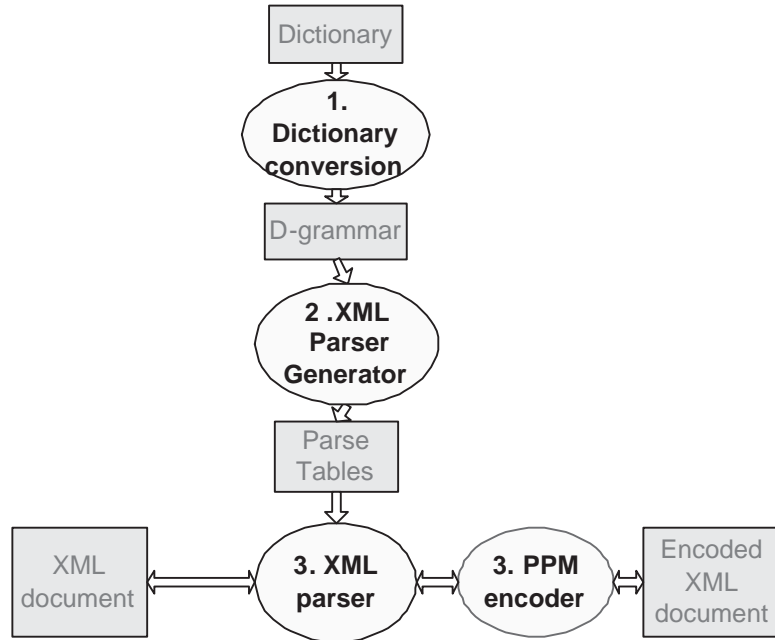 Dictionary
1.
Dictionary
conversion
D-grammar
2 .XML
Parser
Generator
Parse
Tables
XML
document
3. XML
parser
3. PPM
encoder
Encoded
XML
document